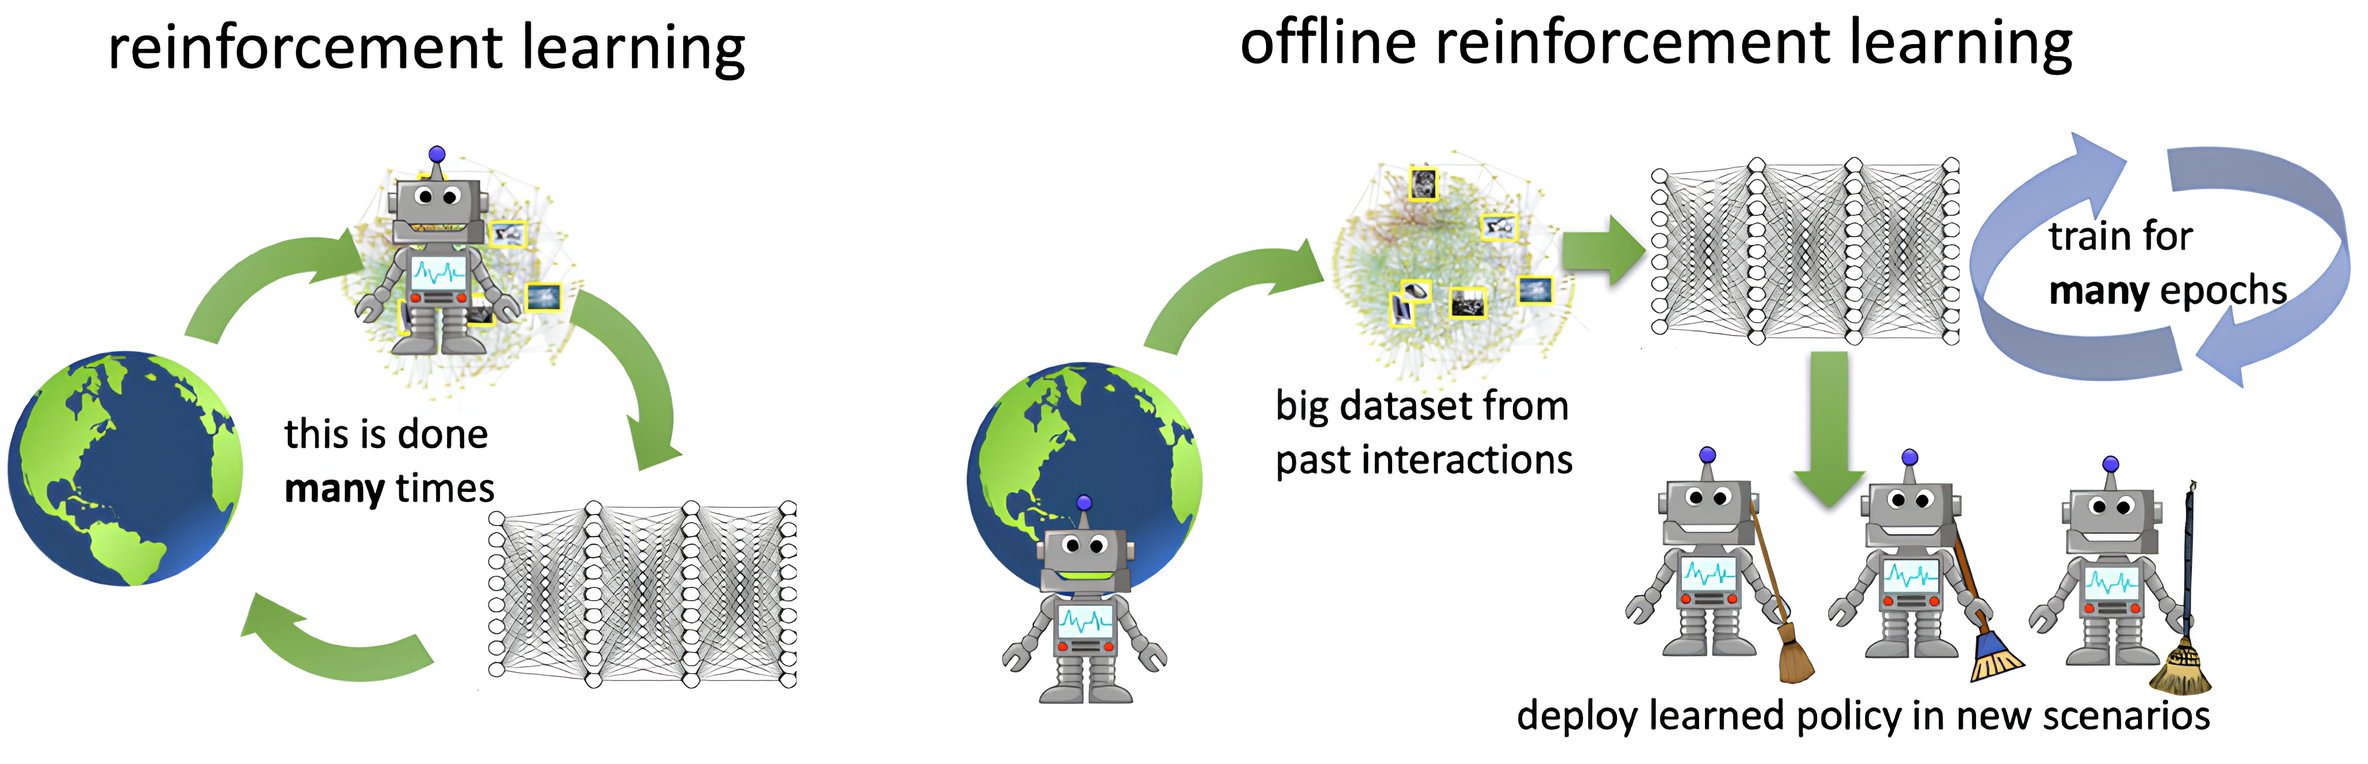 reinforcement learning
this is done
many times
offline reinforcement learning
big dataset from
past interactions
train for
many epochs
deploy learned policy in new scenarios